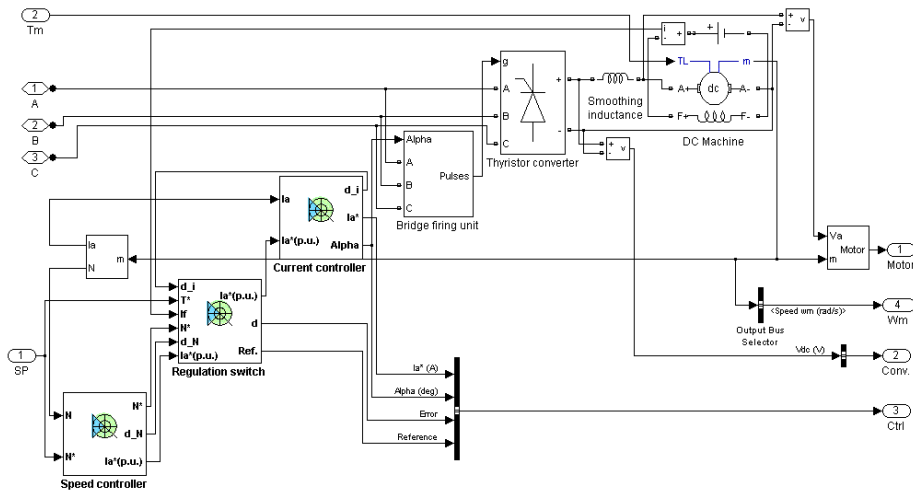 2
Tm
1
A
2
B
3
C
g
A
B
C
+
-
Thyristor converter
Smoothing
inductance
i
+
-
+
-
v
+
TL
m
A+
dc
A-
F+
F-
DC Machine
+
-
v
Alpha
A
B
C
Pulses
Bridge firing unit
Ia
Ia*(p.u.)
d_i
Ia*
Alpha
Current controller
Ia
N
m
d_i
T*
If
N*
d_N
Ia*(p.u.)
Ia*(p.u.)
d
Ref.
Regulation switch
1
SP
N
N*
N*
d_N
Ia*(p.u.)
Speed controller
Va
m
Motor
1
Motor
<Speed wm (rad/s)>
Output Bus
Selector
4
Wm
Vdc (V)
2
Conv.
Ia* (A)
Alpha (deg)
Error
Reference
3
Ctrl